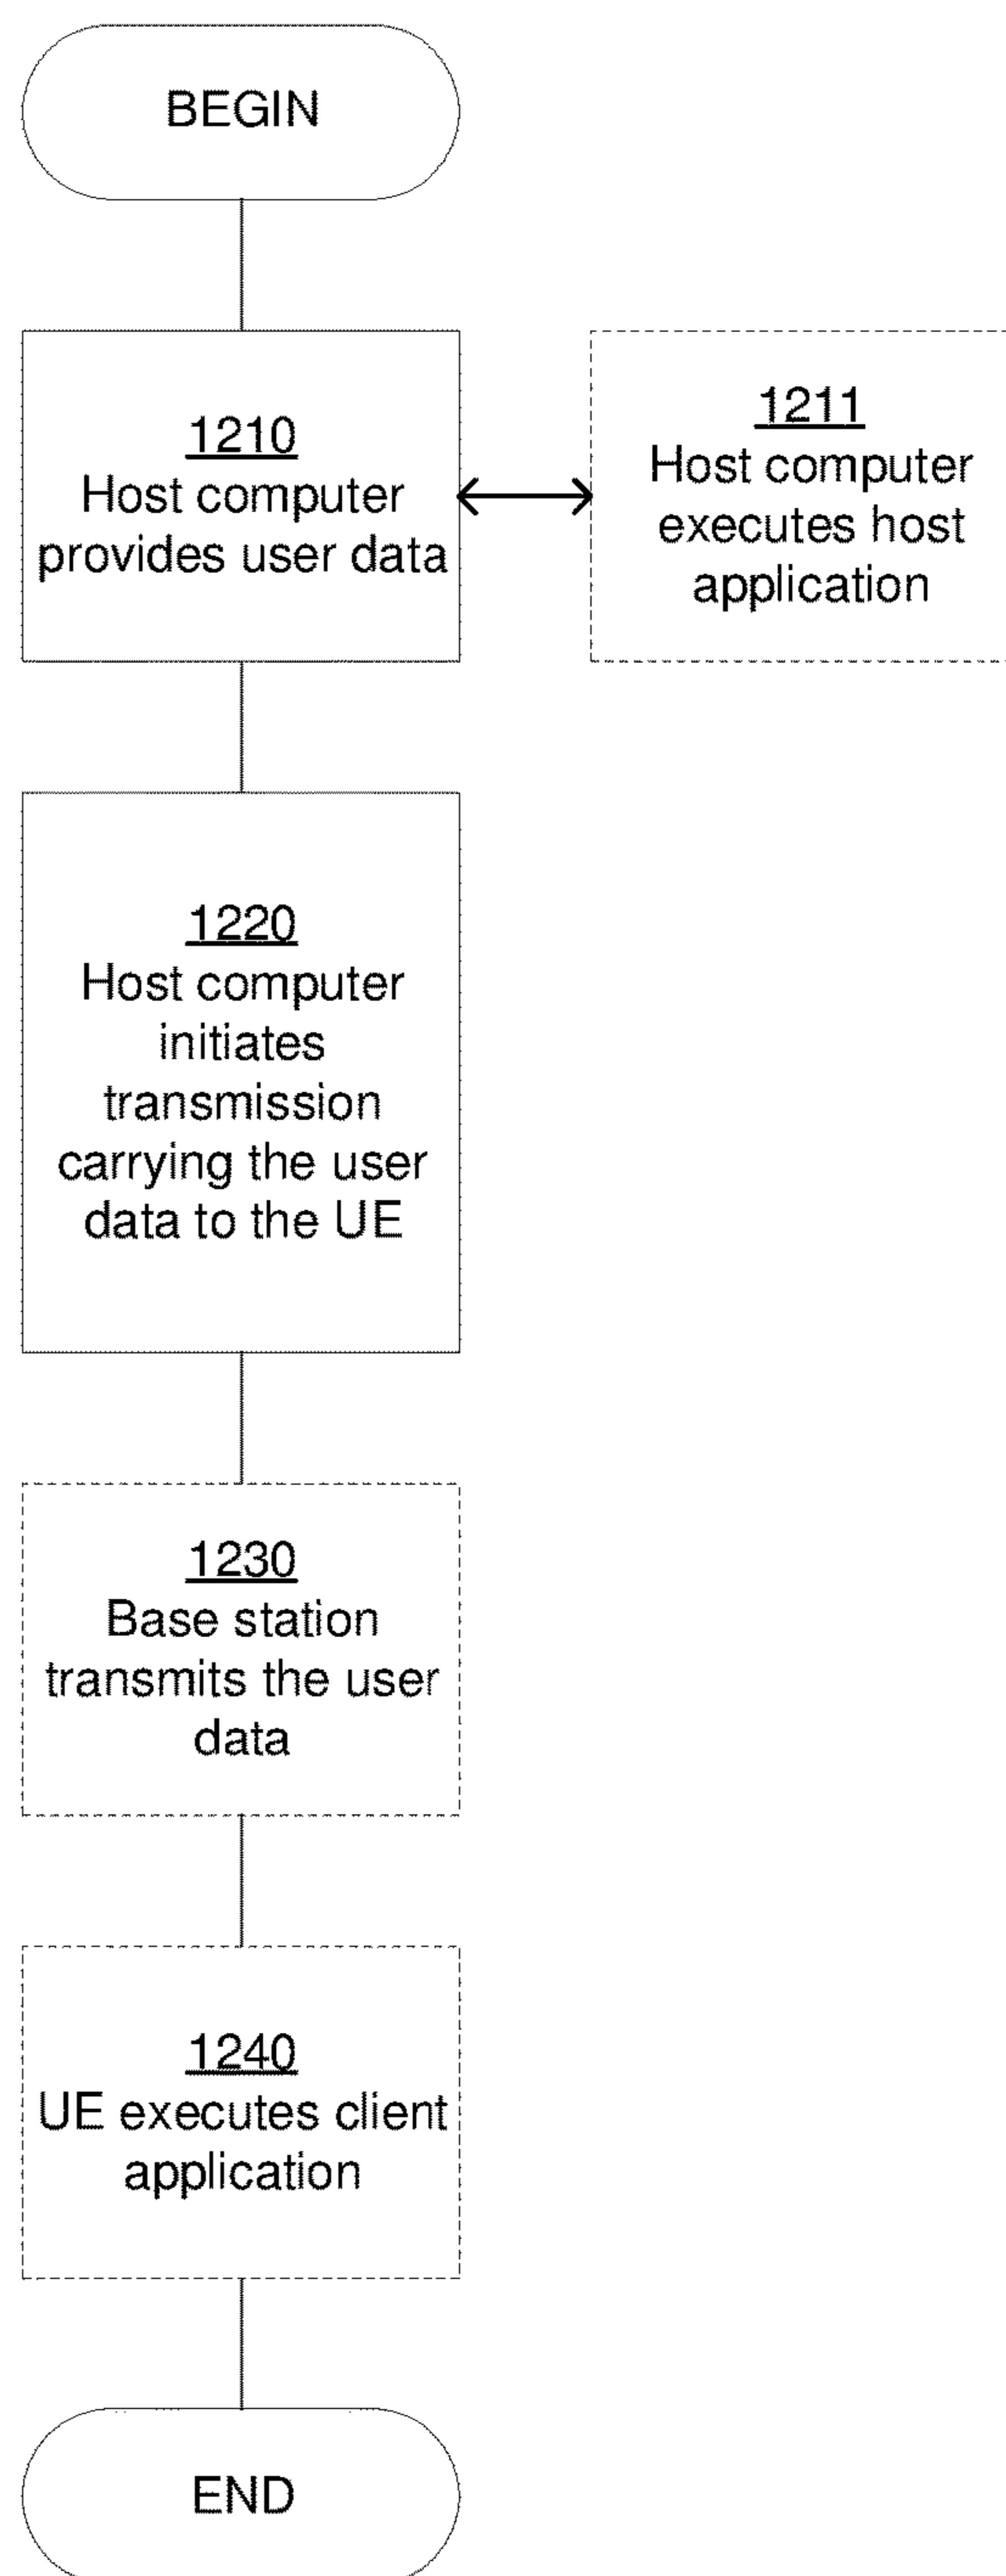 BEGIN
1210
Host computer
provides user data
1211
Host computer
executes host
application
1220
Host computer
initiates
transmission
carrying the user
data to the UE
1230
Base station
transmits the user
data
1240
UE executes client
application
END